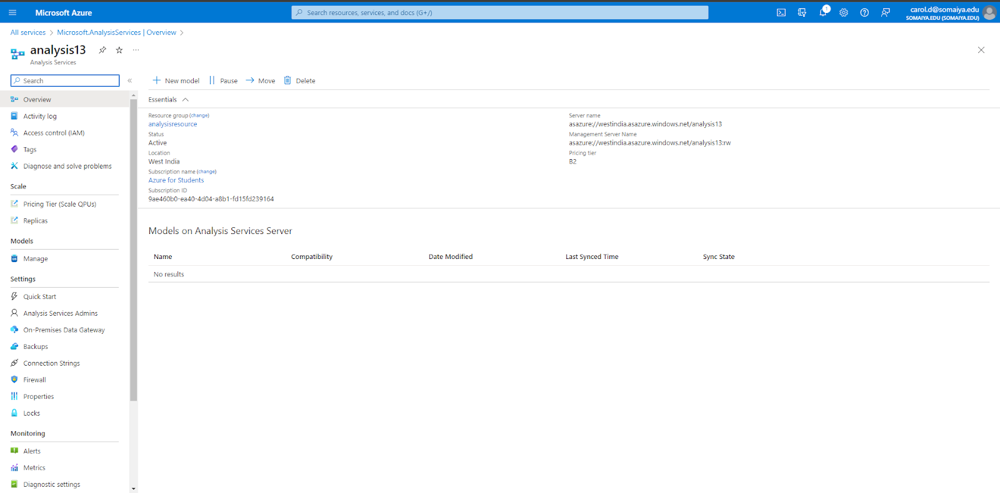 Microsoft Azure
Search resources, services, and docs (G+/)
1
carol.d@somaiya.edu
SOMAIYA.EDU (SOMAIYA.EDU)
All services > Microsoft.AnalysisServices | Overview >
analysis13 ...
Analysis Services
Search
«
Overview
Activity log
Access control (IAM)
Tags
Diagnose and solve problems
Scale
Pricing Tier (Scale QPUs)
Replicas
Models
Manage
Settings
Quick Start
Analysis Services Admins
On-Premises Data Gateway
Backups
Connection Strings
Firewall
Properties
Locks
Monitoring
Alerts
Metrics
Diagnostic settings
New model Pause Move Delete
Essentials
Resource group (change)
analysisresource
Status
Active
Location
West India
Subscription name (change)
Azure for Students
Subscription ID
9ae460b0-ea40-4d04-a8b1-fd15fd239164
Server name
asazure://westindia.asazure.windows.net/analysis13
Management Server Name
asazure://westindia.asazure.windows.net/analysis13:rw
Pricing tier
B2
Models on Analysis Services Server
Name Compatibility Date Modified Last Synced Time Sync State
No results